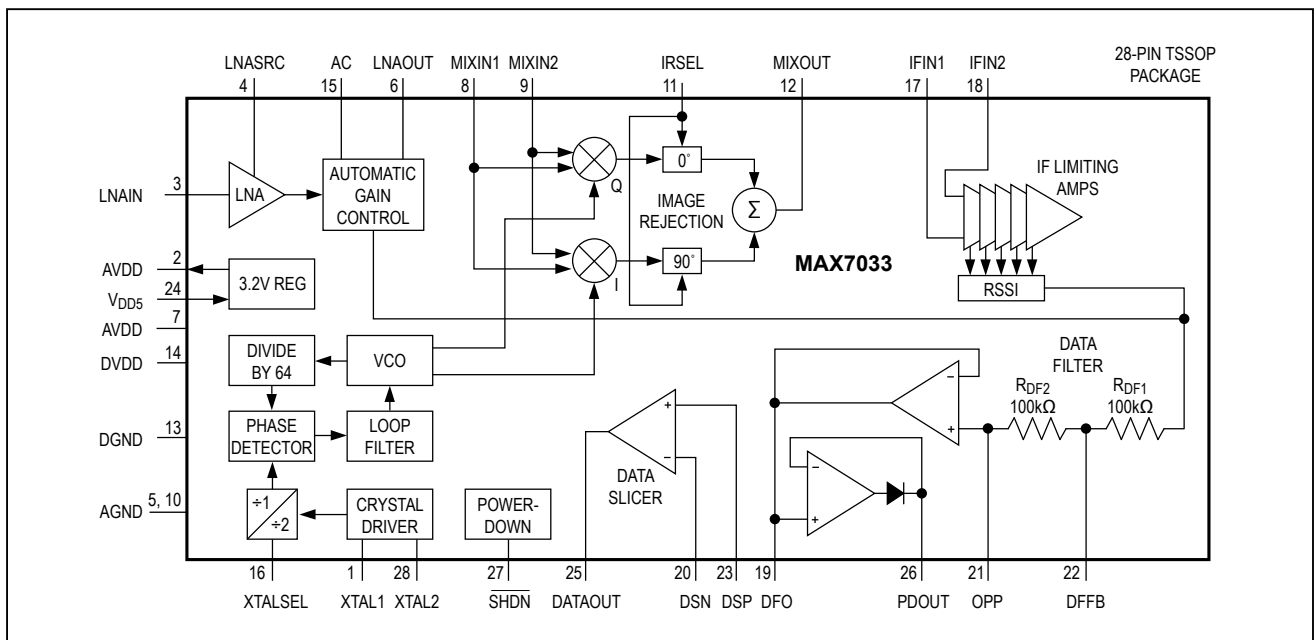 28-PIN TSSOP
PACKAGE
LNASRC
4
AC
15
LNAOUT
6
MIXIN1
8
MIXIN2
9
IRSEL
11
MIXOUT
12
IFIN1
17
IFIN2
18
LNAIN
3
LNA
AUTOMATIC
GAIN
CONTROL
Q
0°
IMAGE
REJECTION
Σ
I
90°
MAX7033
IF LIMITING
AMPS
RSSI
AVDD
2
3.2V REG
VDD5
24
AVDD
7
DVDD
14
DIVIDE
BY 64
VCO
PHASE
DETECTOR
LOOP
FILTER
DGND
13
AGND
5, 10
÷1
÷2
CRYSTAL
DRIVER
POWER-
DOWN
+
−
DATA
SLICER
−
+
−
+
DATA
FILTER
RDF2
100kΩ
RDF1
100kΩ
16
XTALSEL
1
XTAL1
28
XTAL2
27
SHDN
25
DATAOUT
20
DSN
23
DSP
19
DFO
26
PDOUT
21
OPP
22
DFFB